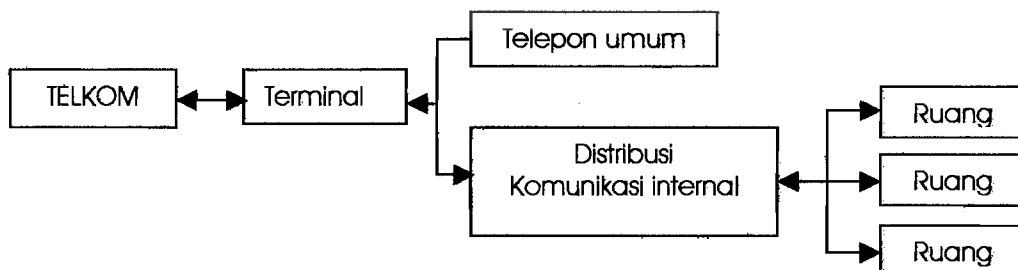 Telepon umum
TELKOM
Terminal
Distribusi
Komunikasi internal
Ruang
Ruang
Ruang